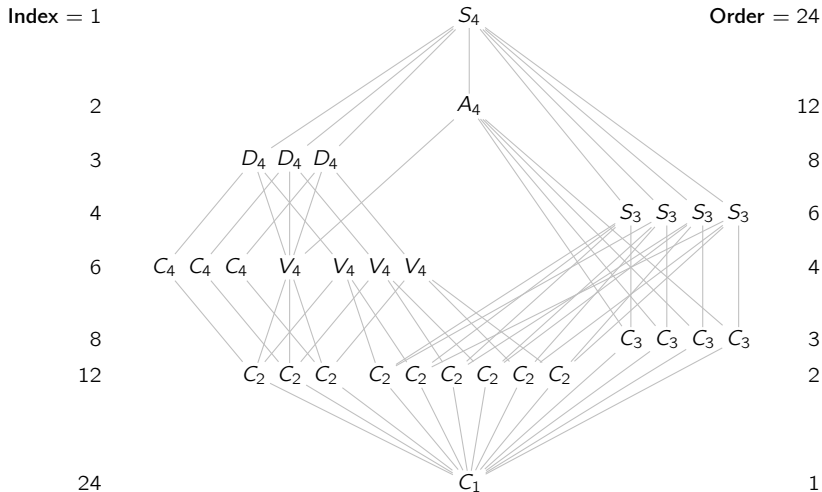 Index = 1 S₄ Order = 24
2 A₄ 12
3 D₄ D₄ D₄ 8
4 S₃ S₃ S₃ S₃ 6
6 C₄ C₄ C₄ V₄ V₄ V₄ V₄ 4
8 C₃ C₃ C₃ C₃ 3
12 C₂ C₂ C₂ C₂ C₂ C₂ C₂ C₂ C₂ 2
24 C₁ 1